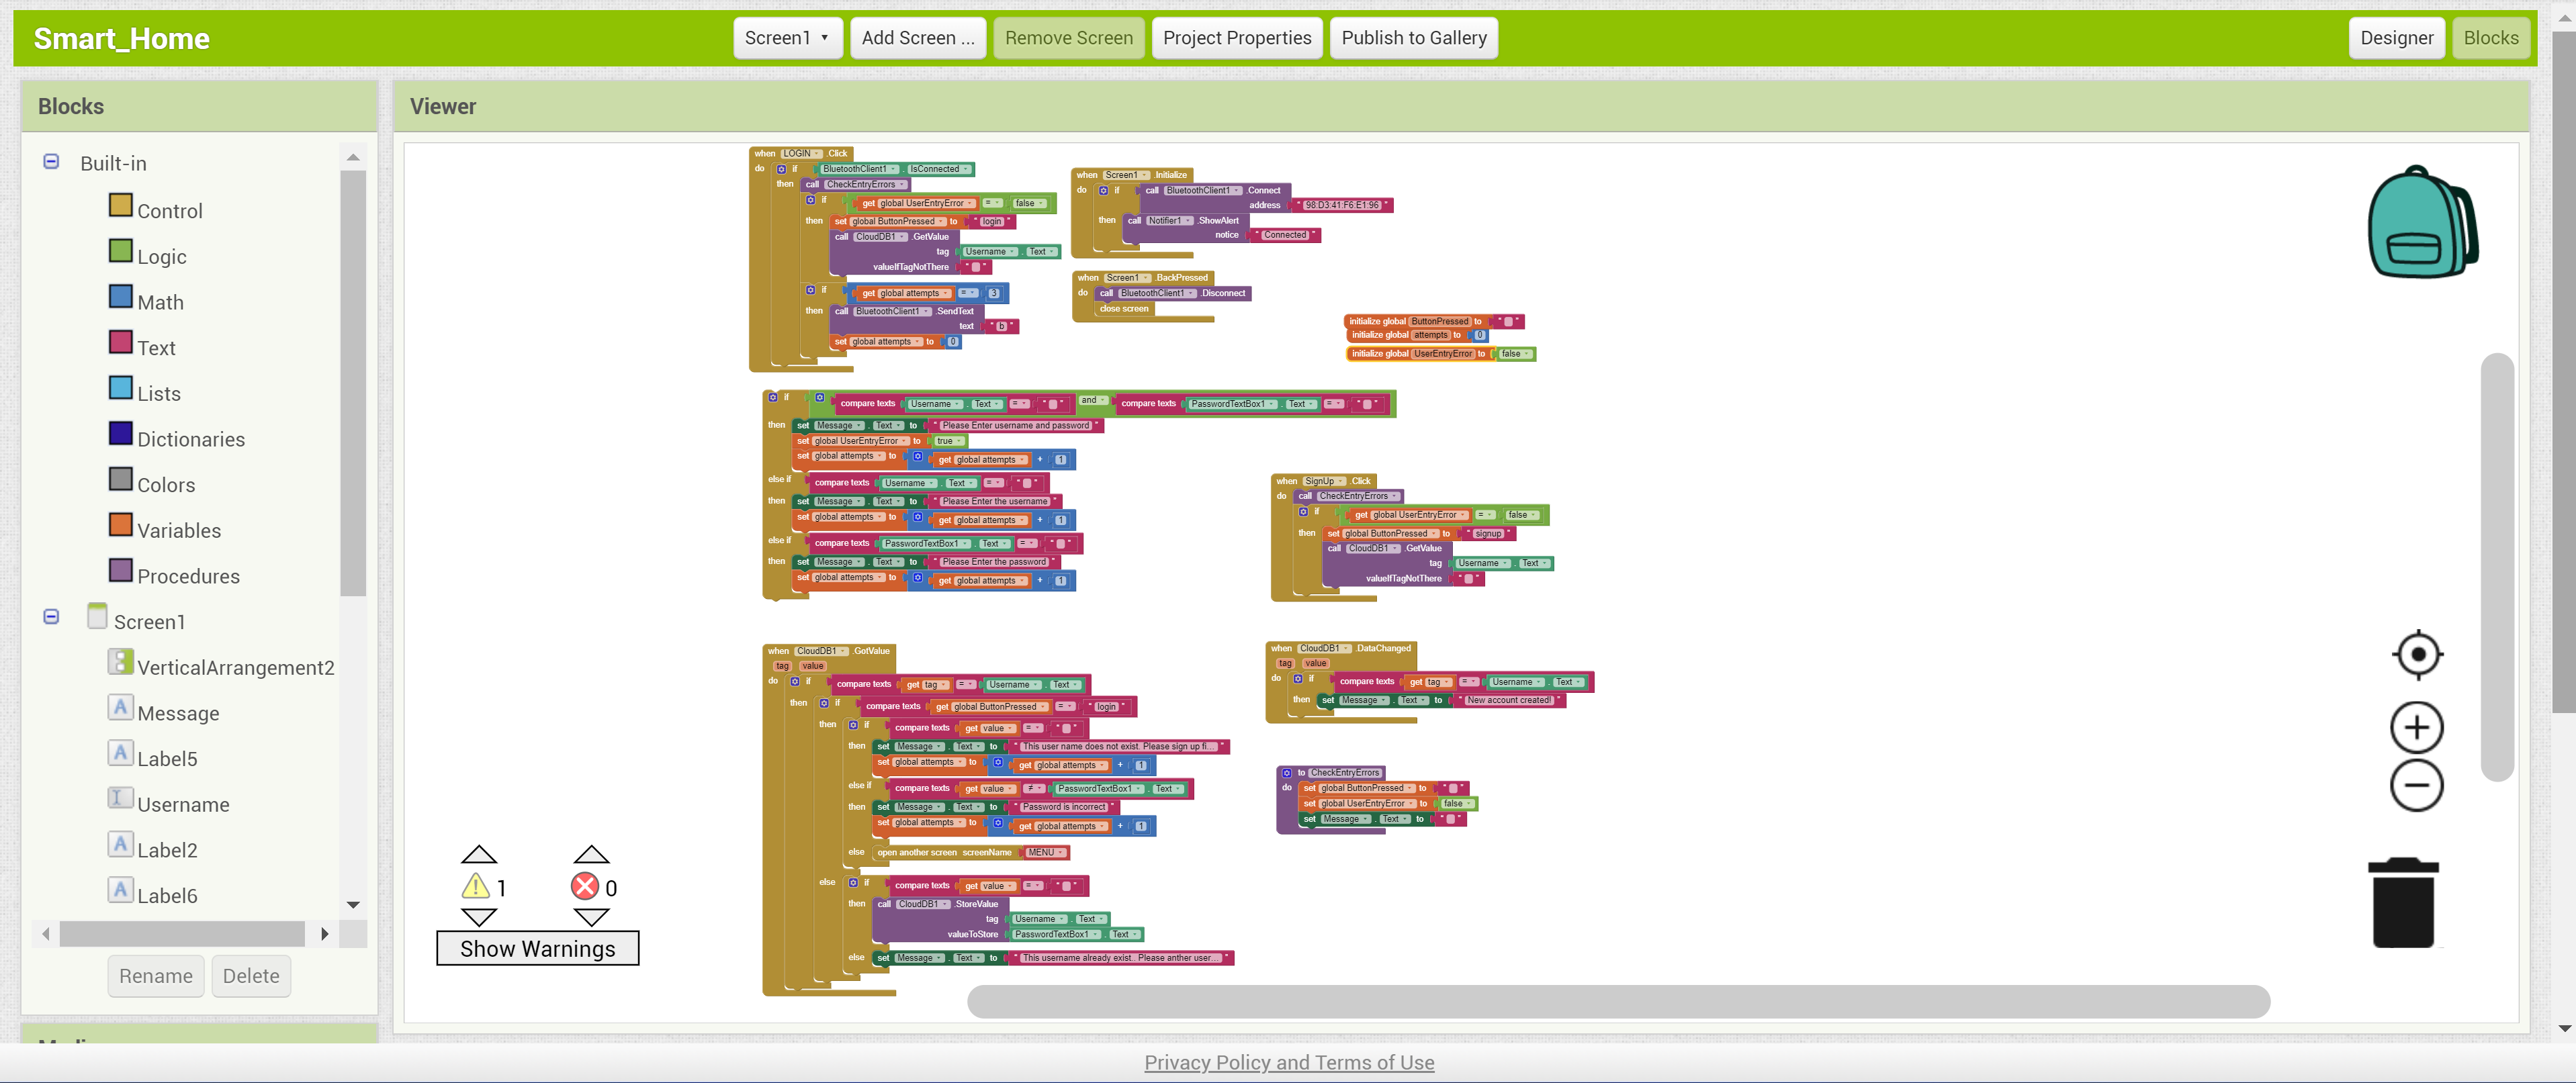 Smart_Home
Screen1 ▾ Add Screen ... Remove Screen Project Properties Publish to Gallery Designer Blocks
Blocks
Built-in
Control
Logic
Math
Text
Lists
Dictionaries
Colors
Variables
Procedures
Screen1
VerticalArrangement2
Message
Label5
Username
Label2
Label6
Rename Delete
Viewer
when LOGIN .Click
do if BluetoothClient1 . IsConnected
then call CheckEntryErrors
if get global UserEntryError = false
then set global ButtonPressed to " login "
call CloudDB1 .GetValue
tag Username . Text
valueIfTagNotThere " "
if get global attempts = 3
then call BluetoothClient1 .SendText
text " b "
set global attempts to 0
when Screen1 .Initialize
do if call BluetoothClient1 .Connect
address " 98:D3:41:F6:E1:96 "
then call Notifier1 .ShowAlert
notice " Connected "
when Screen1 .BackPressed
do call BluetoothClient1 .Disconnect
close screen
initialize global ButtonPressed to " "
initialize global attempts to 0
initialize global UserEntryError to false
if compare texts Username . Text = " " and compare texts PasswordTextBox1 . Text = " "
then set Message . Text to " Please Enter username and password "
set global UserEntryError to true
set global attempts to get global attempts + 1
else if compare texts Username . Text = " "
then set Message . Text to " Please Enter the username "
set global attempts to get global attempts + 1
else if compare texts PasswordTextBox1 . Text = " "
then set Message . Text to " Please Enter the password "
set global attempts to get global attempts + 1
when SignUp .Click
do call CheckEntryErrors
if get global UserEntryError = false
then set global ButtonPressed to " signup "
call CloudDB1 .GetValue
tag Username . Text
valueIfTagNotThere " "
when CloudDB1 .GotValue
tag value
do if compare texts get tag = Username . Text
then if compare texts get global ButtonPressed = " login "
then if compare texts get value = " "
then set Message . Text to " This user name does not exist. Please sign up fi... "
set global attempts to get global attempts + 1
else if compare texts get value ≠ PasswordTextBox1 . Text
then set Message . Text to " Password is incorrect "
set global attempts to get global attempts + 1
else open another screen screenName MENU
else if compare texts get value = " "
then call CloudDB1 .StoreValue
tag Username . Text
valueToStore PasswordTextBox1 . Text
else set Message . Text to " This username already exist.. Please anther user... "
when CloudDB1 .DataChanged
tag value
do if compare texts get tag = Username . Text
then set Message . Text to " New account created! "
to CheckEntryErrors
do set global ButtonPressed to " "
set global UserEntryError to false
set Message . Text to " "
1 0
Show Warnings
Privacy Policy and Terms of Use